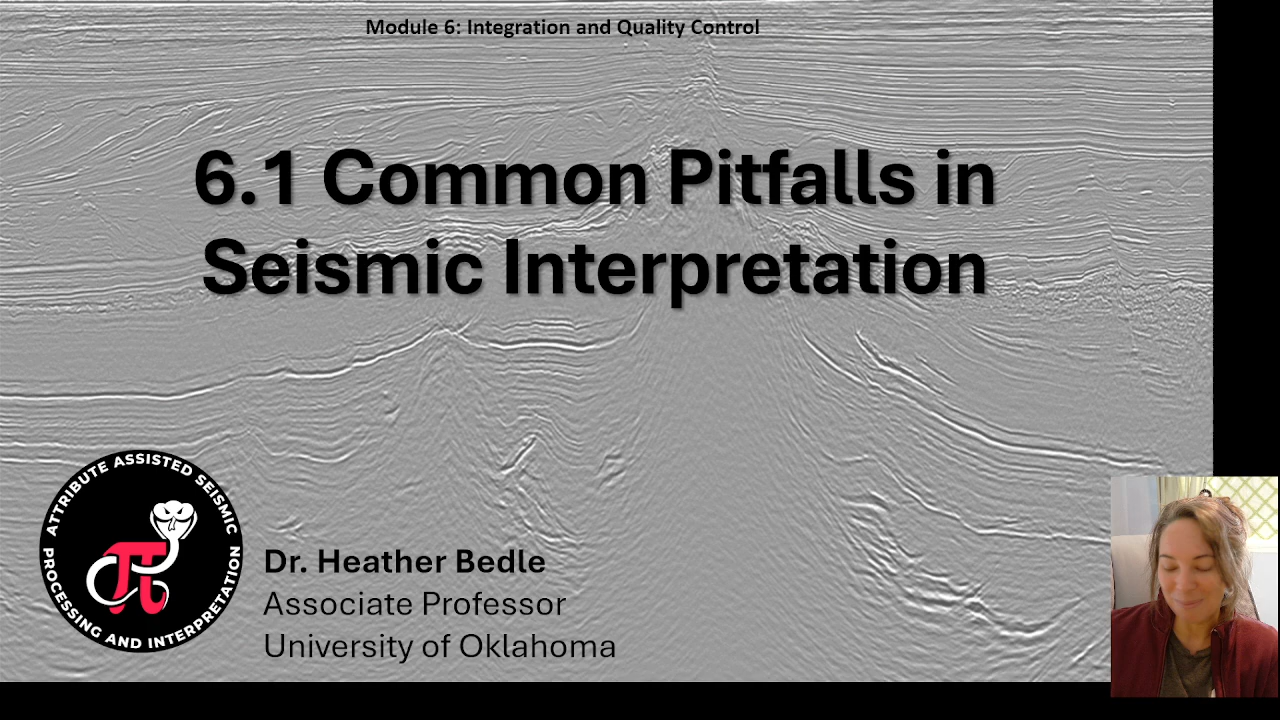 Module 6: Integration and Quality Control
6.1 Common Pitfalls in
Seismic Interpretation
ATTRIBUTE ASSISTED SEISMIC
PROCESSING AND INTERPRETATION
π
Dr. Heather Bedle
Associate Professor
University of Oklahoma